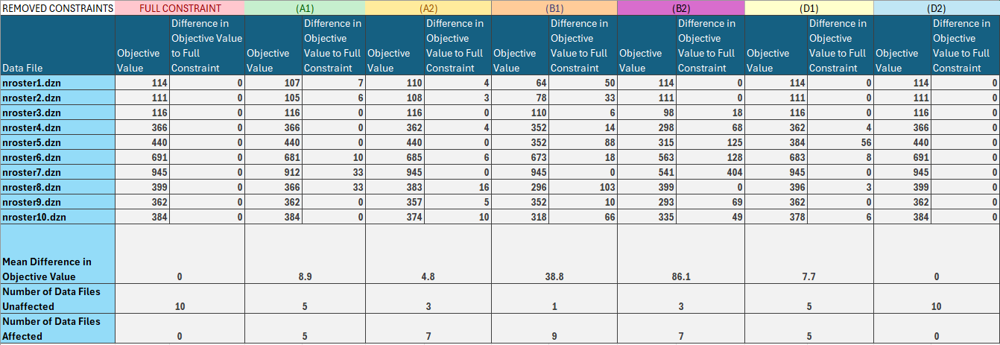 REMOVED CONSTRAINTS FULL CONSTRAINT (A1) (A2) (B1) (B2) (D1) (D2)
Data File Objective Value Difference in Objective Value to Full Constraint Objective Value Difference in Objective Value to Full Constraint Objective Value Difference in Objective Value to Full Constraint Objective Value Difference in Objective Value to Full Constraint Objective Value Difference in Objective Value to Full Constraint Objective Value Difference in Objective Value to Full Constraint Objective Value Difference in Objective Value to Full Constraint
nroster1.dzn 114 0 107 7 110 4 64 50 114 0 114 0 114 0
nroster2.dzn 111 0 105 6 108 3 78 33 111 0 111 0 111 0
nroster3.dzn 116 0 116 0 116 0 110 6 98 18 116 0 116 0
nroster4.dzn 366 0 366 0 362 4 352 14 298 68 362 4 366 0
nroster5.dzn 440 0 440 0 440 0 352 88 315 125 384 56 440 0
nroster6.dzn 691 0 681 10 685 6 673 18 563 128 683 8 691 0
nroster7.dzn 945 0 912 33 945 0 945 0 541 404 945 0 945 0
nroster8.dzn 399 0 366 33 383 16 296 103 399 0 396 3 399 0
nroster9.dzn 362 0 362 0 357 5 352 10 293 69 362 0 362 0
nroster10.dzn 384 0 384 0 374 10 318 66 335 49 378 6 384 0
Mean Difference in Objective Value 0 8.9 4.8 38.8 86.1 7.7 0
Number of Data Files Unaffected 10 5 3 1 3 5 10
Number of Data Files Affected 0 5 7 9 7 5 0